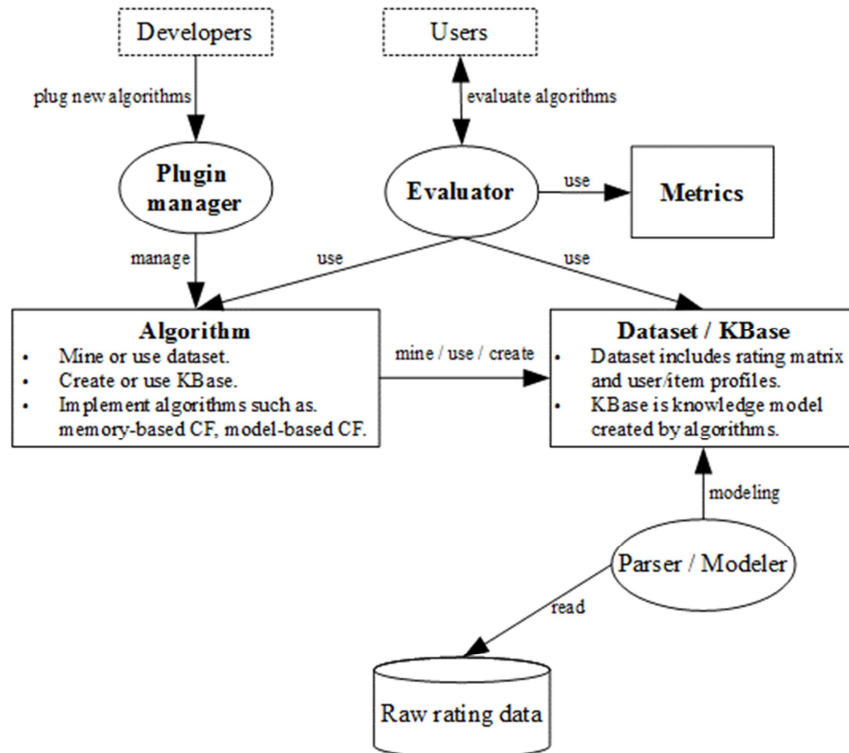 Developers
Users
plug new algorithms
evaluate algorithms
Plugin
manager
Evaluator
use
Metrics
manage
use
use
Algorithm
• Mine or use dataset.
• Create or use KBase.
• Implement algorithms such as.
memory-based CF, model-based CF.
mine / use / create
Dataset / KBase
• Dataset includes rating matrix
and user/item profiles.
• KBase is knowledge model
created by algorithms.
modeling
Parser / Modeler
read
Raw rating data